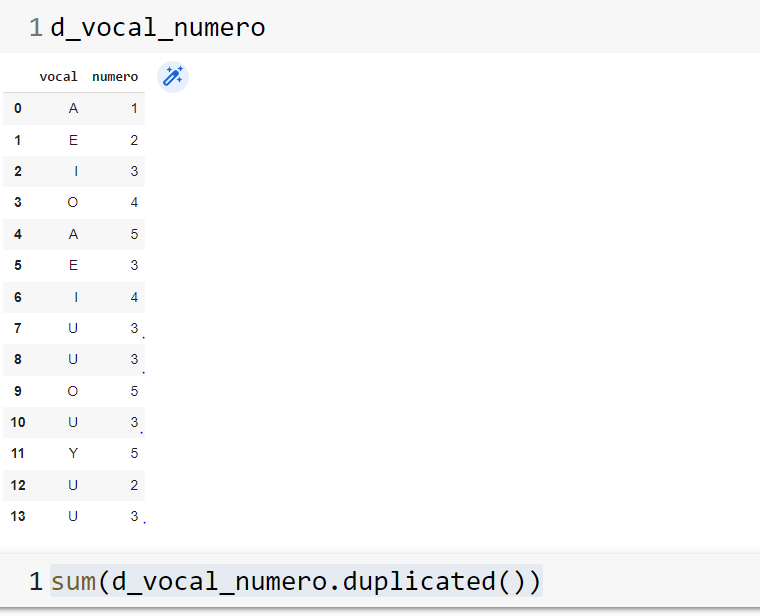 1 d_vocal_numero
vocal numero
0 A 1
1 E 2
2 I 3
3 O 4
4 A 5
5 E 3
6 I 4
7 U 3
8 U 3
9 O 5
10 U 3
11 Y 5
12 U 2
13 U 3
1 sum(d_vocal_numero.duplicated())